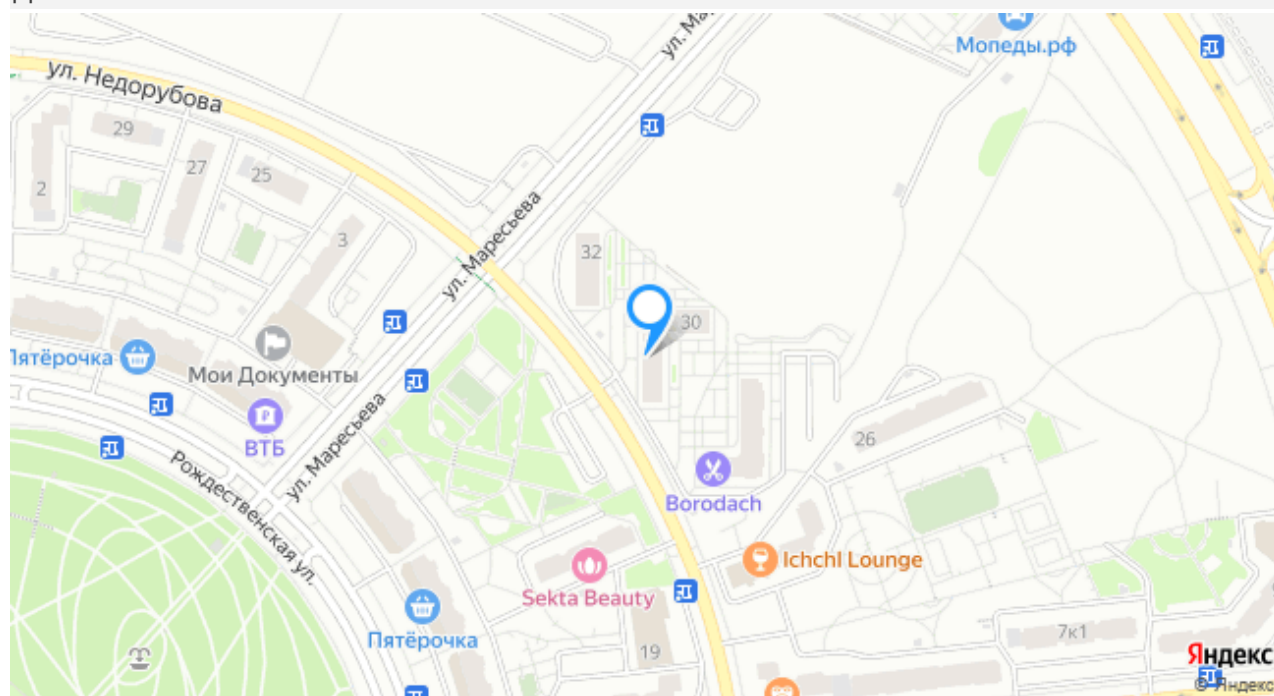 ул. Ма
Мопеды.рф
ул. Недорубова
29
27
25
2
3
ул. Маресьева
32
30
Пятёрочка
Мои Документы
ВТБ
ул. Маресьева
26
Рождественская ул.
Borodach
Ichchl Lounge
Sekta Beauty
Пятёрочка
19
7к1
Яндекс
© Яндекс